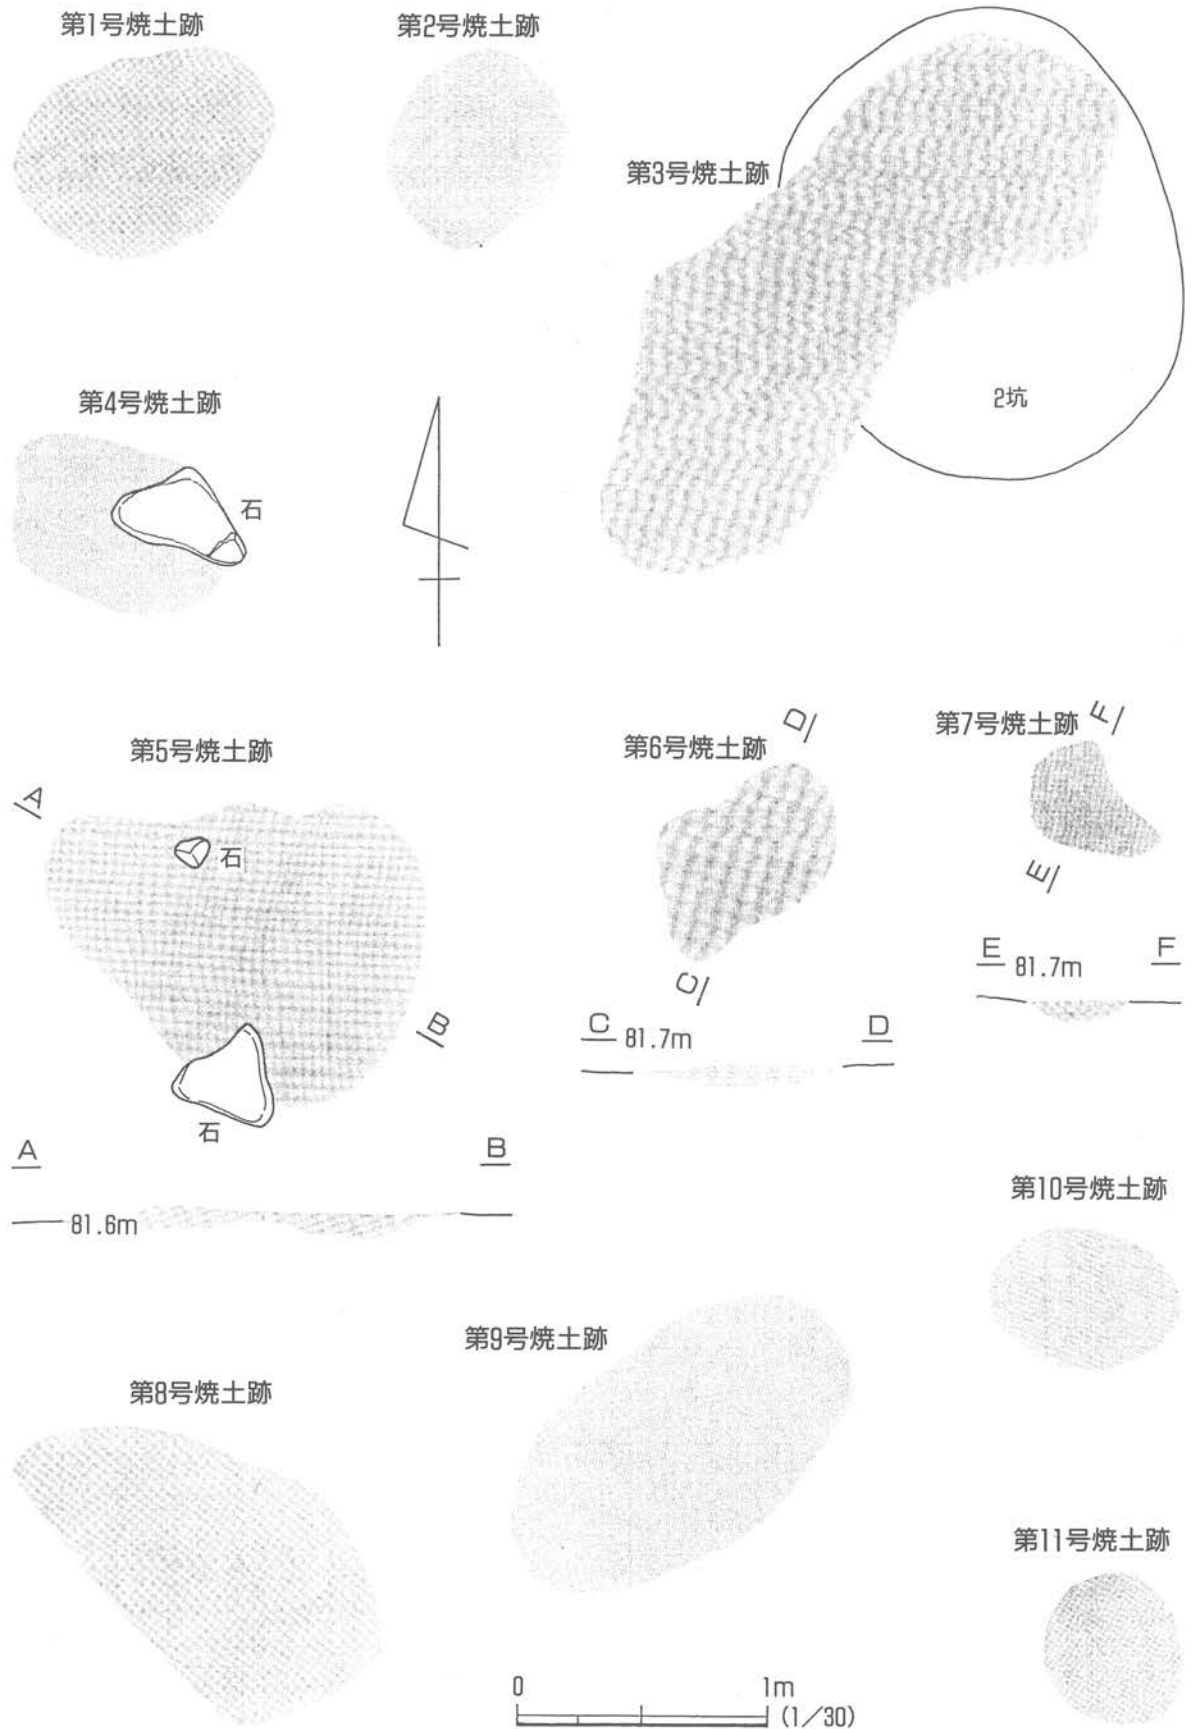 第1号焼土跡
第2号焼土跡
第3号焼土跡
2坑
第4号焼土跡
石
第5号焼土跡
A
石
B
石
A
B
81.6m
第6号焼土跡
D
C
C
81.7m
D
第7号焼土跡
F
E
E
81.7m
F
第8号焼土跡
第9号焼土跡
第10号焼土跡
第11号焼土跡
0
1m
(1/30)